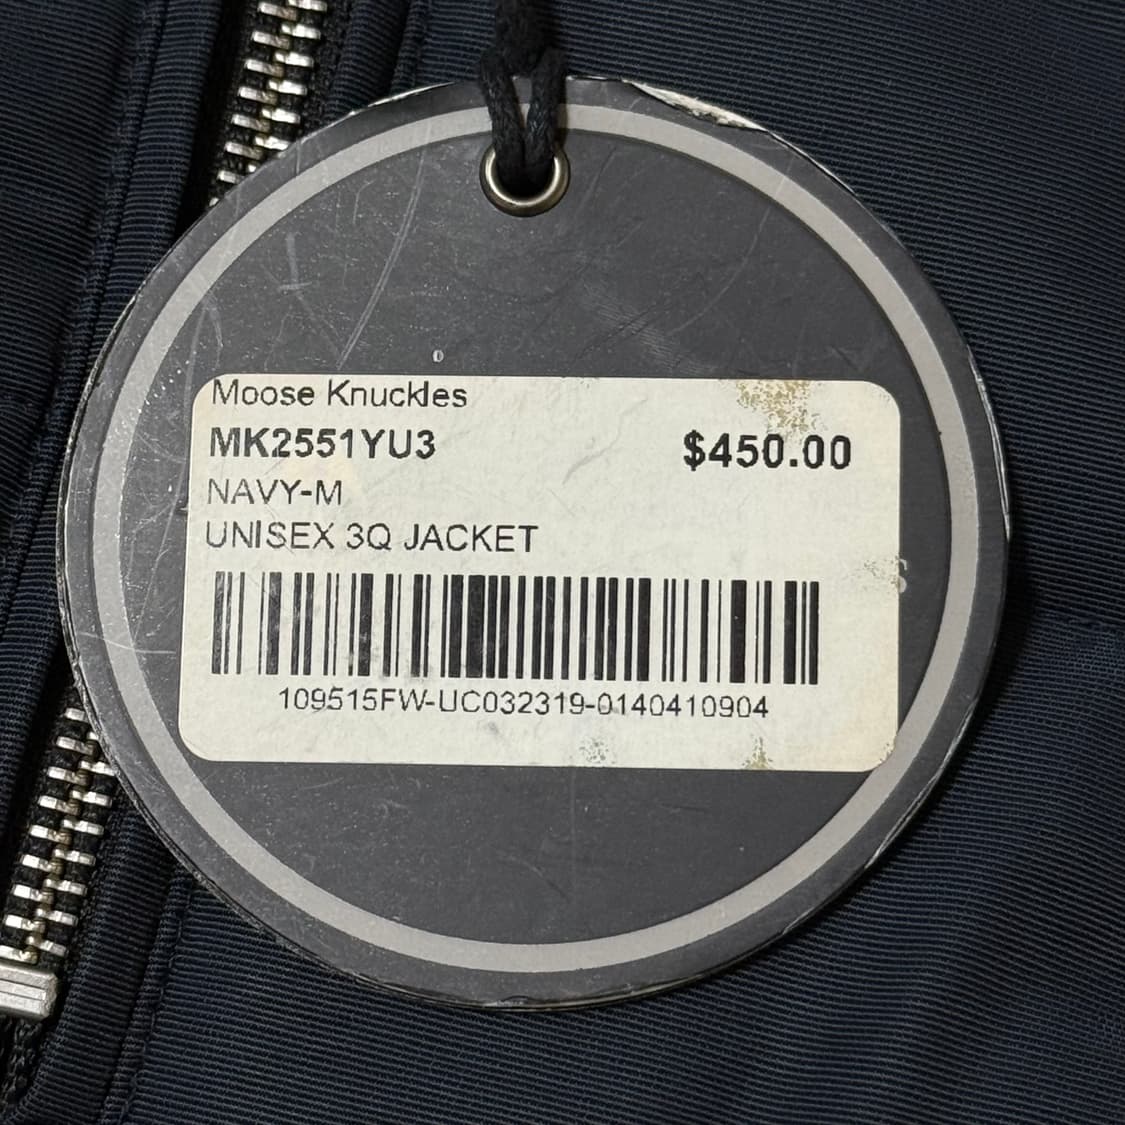 Moose Knuckles
MK2551YU3 $450.00
NAVY-M
UNISEX 3Q JACKET
109515FW-UC032319-0140410904